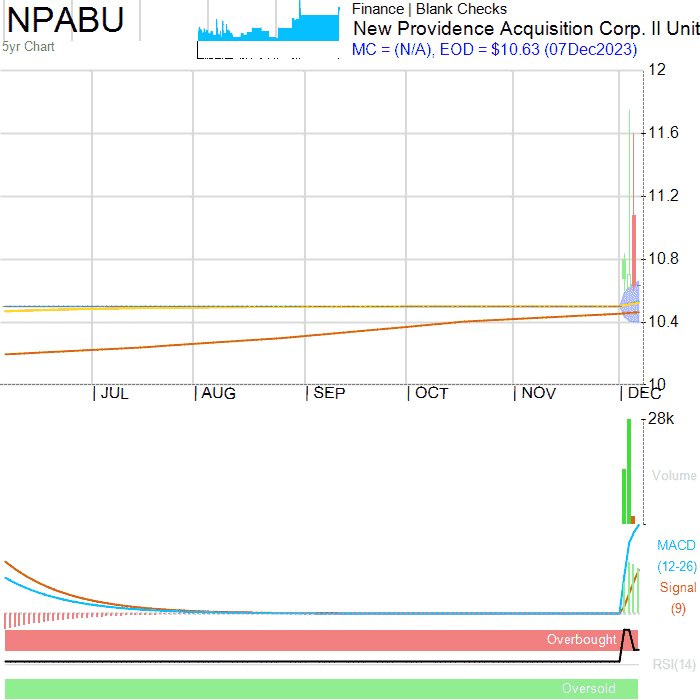 NPABU
5yr Chart
Finance | Blank Checks
New Providence Acquisition Corp. II Unit
MC = (N/A), EOD = $10.63 (07Dec2023)
12
11.6
11.2
10.8
10.4
10
JUL
AUG
SEP
OCT
NOV
DEC
28k
Volume
MACD
(12-26)
Signal
(9)
Overbought
RSI(14)
Oversold